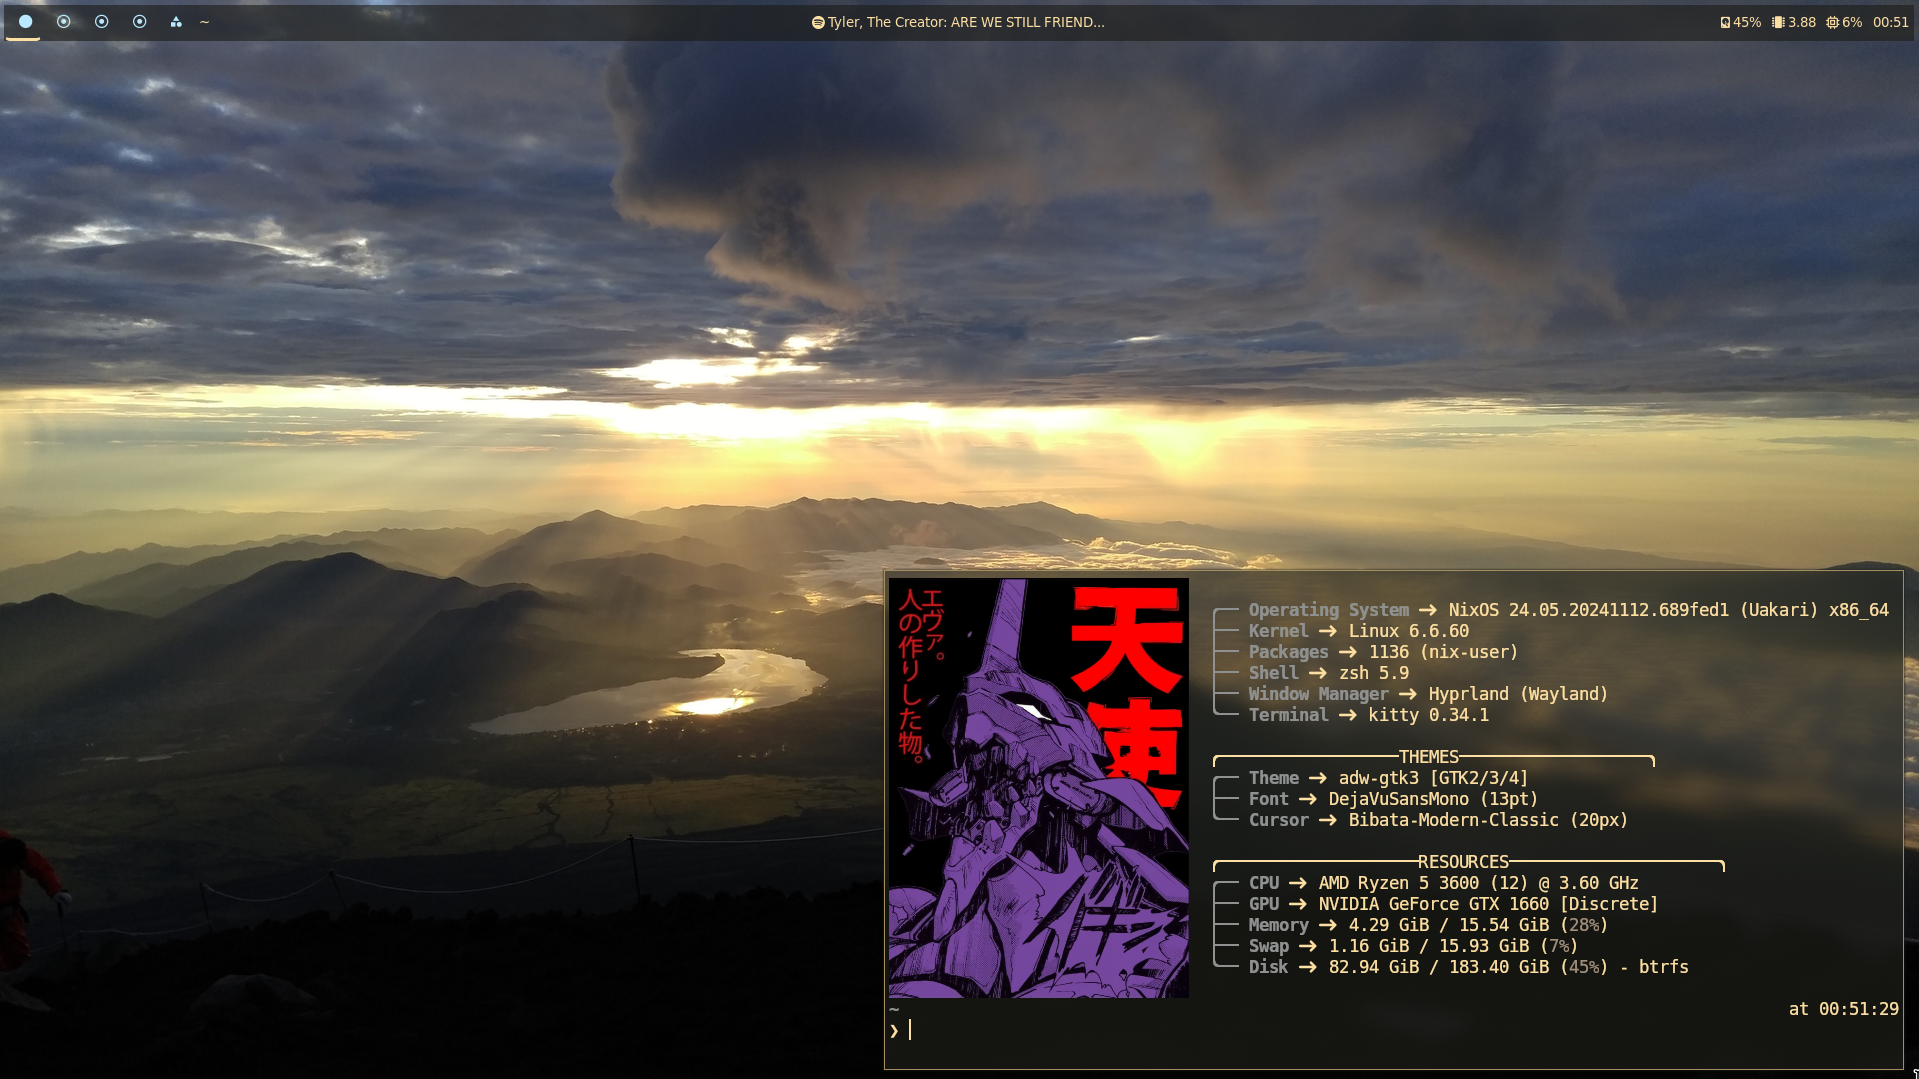 ~
Tyler, The Creator: ARE WE STILL FRIEND...
45% 3.88 6% 00:51
エヴァ。
人の作りした物。
天使
Operating System → NixOS 24.05.20241112.689fed1 (Uakari) x86_64
Kernel → Linux 6.6.60
Packages → 1136 (nix-user)
Shell → zsh 5.9
Window Manager → Hyprland (Wayland)
Terminal → kitty 0.34.1
THEMES
Theme → adw-gtk3 [GTK2/3/4]
Font → DejaVuSansMono (13pt)
Cursor → Bibata-Modern-Classic (20px)
RESOURCES
CPU → AMD Ryzen 5 3600 (12) @ 3.60 GHz
GPU → NVIDIA GeForce GTX 1660 [Discrete]
Memory → 4.29 GiB / 15.54 GiB (28%)
Swap → 1.16 GiB / 15.93 GiB (7%)
Disk → 82.94 GiB / 183.40 GiB (45%) - btrfs
~ at 00:51:29
❯